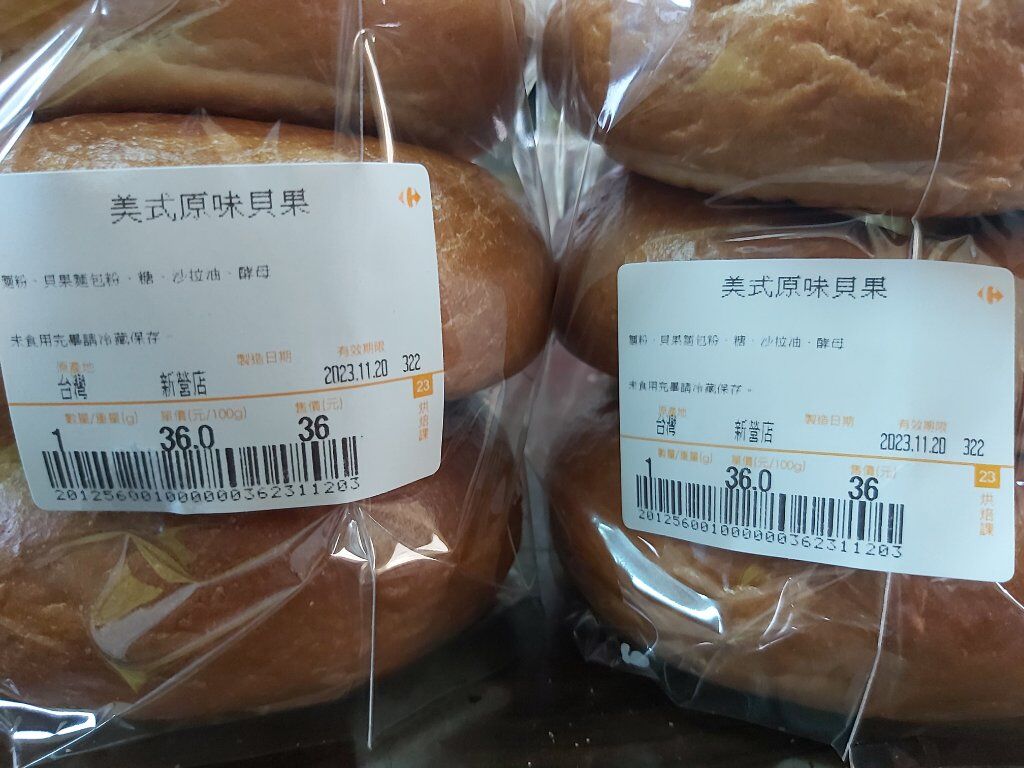 美式原味貝果
麵粉、貝果麵包粉、糖、沙拉油、酵母
未食用完畢請冷藏保存。
原產地 製造日期 有效期限
台灣 新營店 2023.11.20 322
23
數量/重量(g) 單價(元/100g) 售價(元)
1 36.0 36
烘焙課
201256001000000362311203
美式原味貝果
麵粉、貝果麵包粉、糖、沙拉油、酵母
未食用完畢請冷藏保存。
原產地 製造日期 有效期限
台灣 新營店 2023.11.20 322
23
數量/重量(g) 單價(元/100g) 售價(元)
1 36.0 36
烘焙課
201256001000000362311203